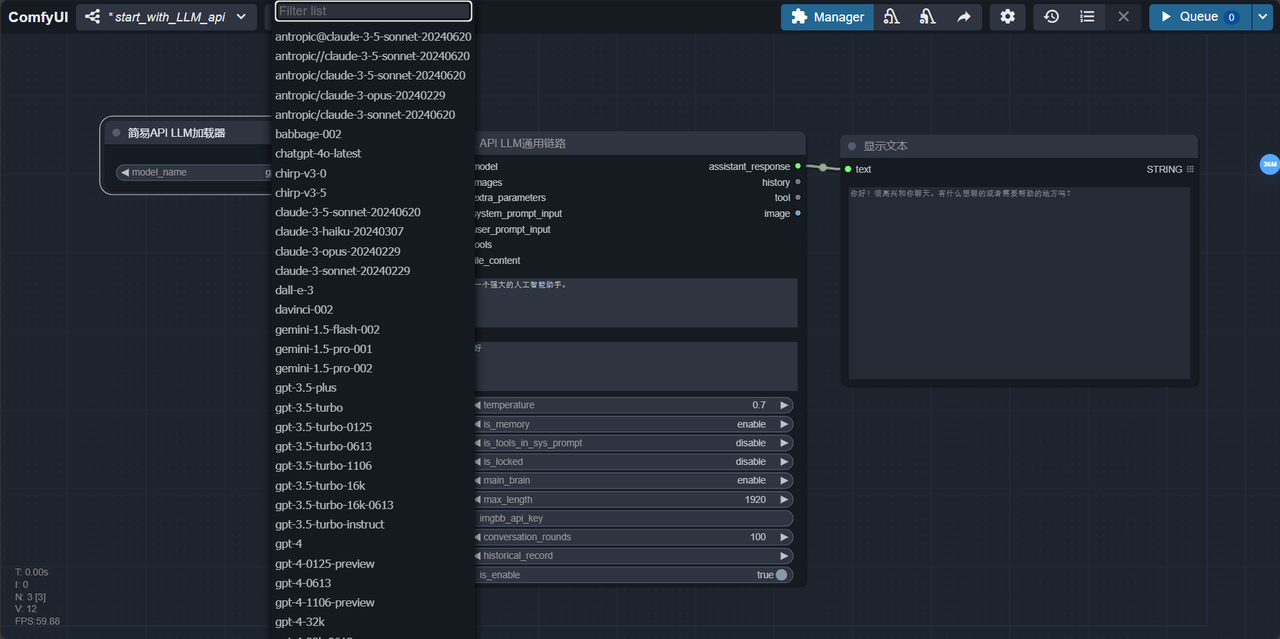 ComfyUI
* start_with_LLM_api
Filter list
Manager
Queue 0
antropic@claude-3-5-sonnet-20240620
antropic//claude-3-5-sonnet-20240620
antropic/claude-3-5-sonnet-20240620
antropic/claude-3-opus-20240229
antropic/claude-3-sonnet-20240620
babbage-002
chatgpt-4o-latest
chirp-v3-0
chirp-v3-5
claude-3-5-sonnet-20240620
claude-3-haiku-20240307
claude-3-opus-20240229
claude-3-sonnet-20240229
dall-e-3
davinci-002
gemini-1.5-flash-002
gemini-1.5-pro-001
gemini-1.5-pro-002
gpt-3.5-plus
gpt-3.5-turbo
gpt-3.5-turbo-0125
gpt-3.5-turbo-0613
gpt-3.5-turbo-1106
gpt-3.5-turbo-16k
gpt-3.5-turbo-16k-0613
gpt-3.5-turbo-instruct
gpt-4
gpt-4-0125-preview
gpt-4-0613
gpt-4-1106-preview
gpt-4-32k
简易API LLM加载器
model_name g
API LLM通用链路
model assistant_response
images history
extra_parameters tool
system_prompt_input image
user_prompt_input
tools
file_content
一个强大的人工智能助手。
好
temperature 0.7
is_memory enable
is_tools_in_sys_prompt disable
is_locked disable
main_brain enable
max_length 1920
imgbb_api_key
conversation_rounds 100
historical_record
is_enable true
显示文本
text STRING
你好！很高兴和你聊天。有什么想聊的或者需要帮助的地方吗？
36M
T: 0.00s
I: 0
N: 3 [3]
V: 12
FPS:59.88